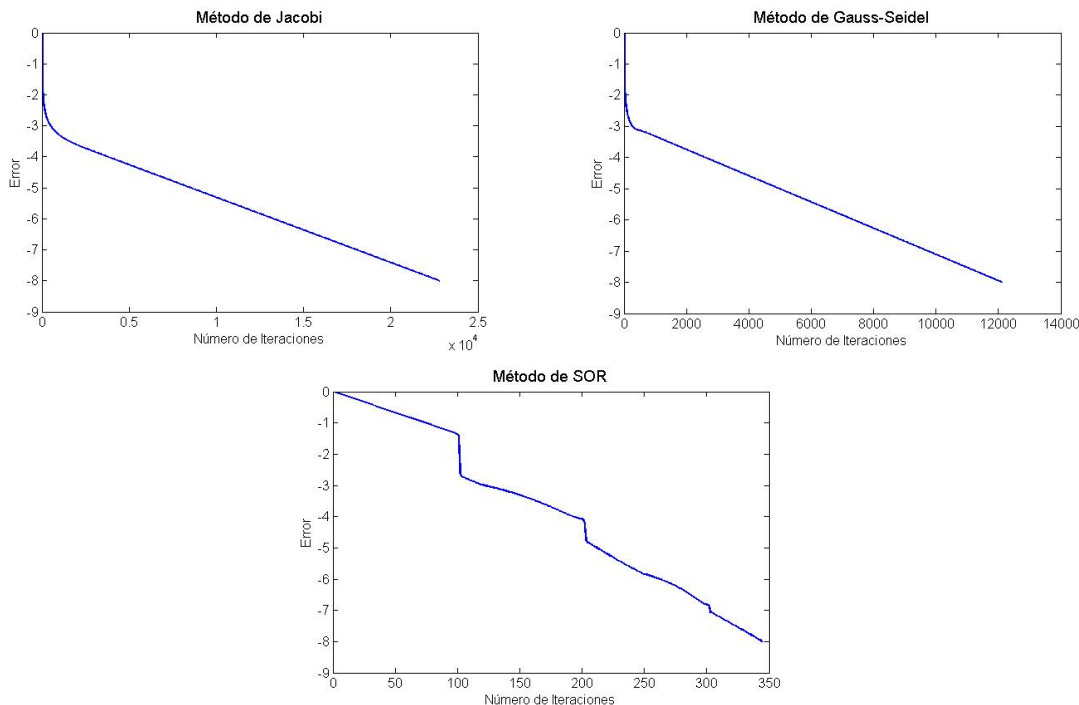 Método de Jacobi
0
-1
-2
-3
-4
-5
-6
-7
-8
-9
Error
0 0.5 1 1.5 2 2.5
x 10^4
Número de Iteraciones
Método de Gauss-Seidel
0
-1
-2
-3
-4
-5
-6
-7
-8
-9
Error
0 2000 4000 6000 8000 10000 12000 14000
Número de Iteraciones
Método de SOR
0
-1
-2
-3
-4
-5
-6
-7
-8
-9
Error
0 50 100 150 200 250 300 350
Número de Iteraciones